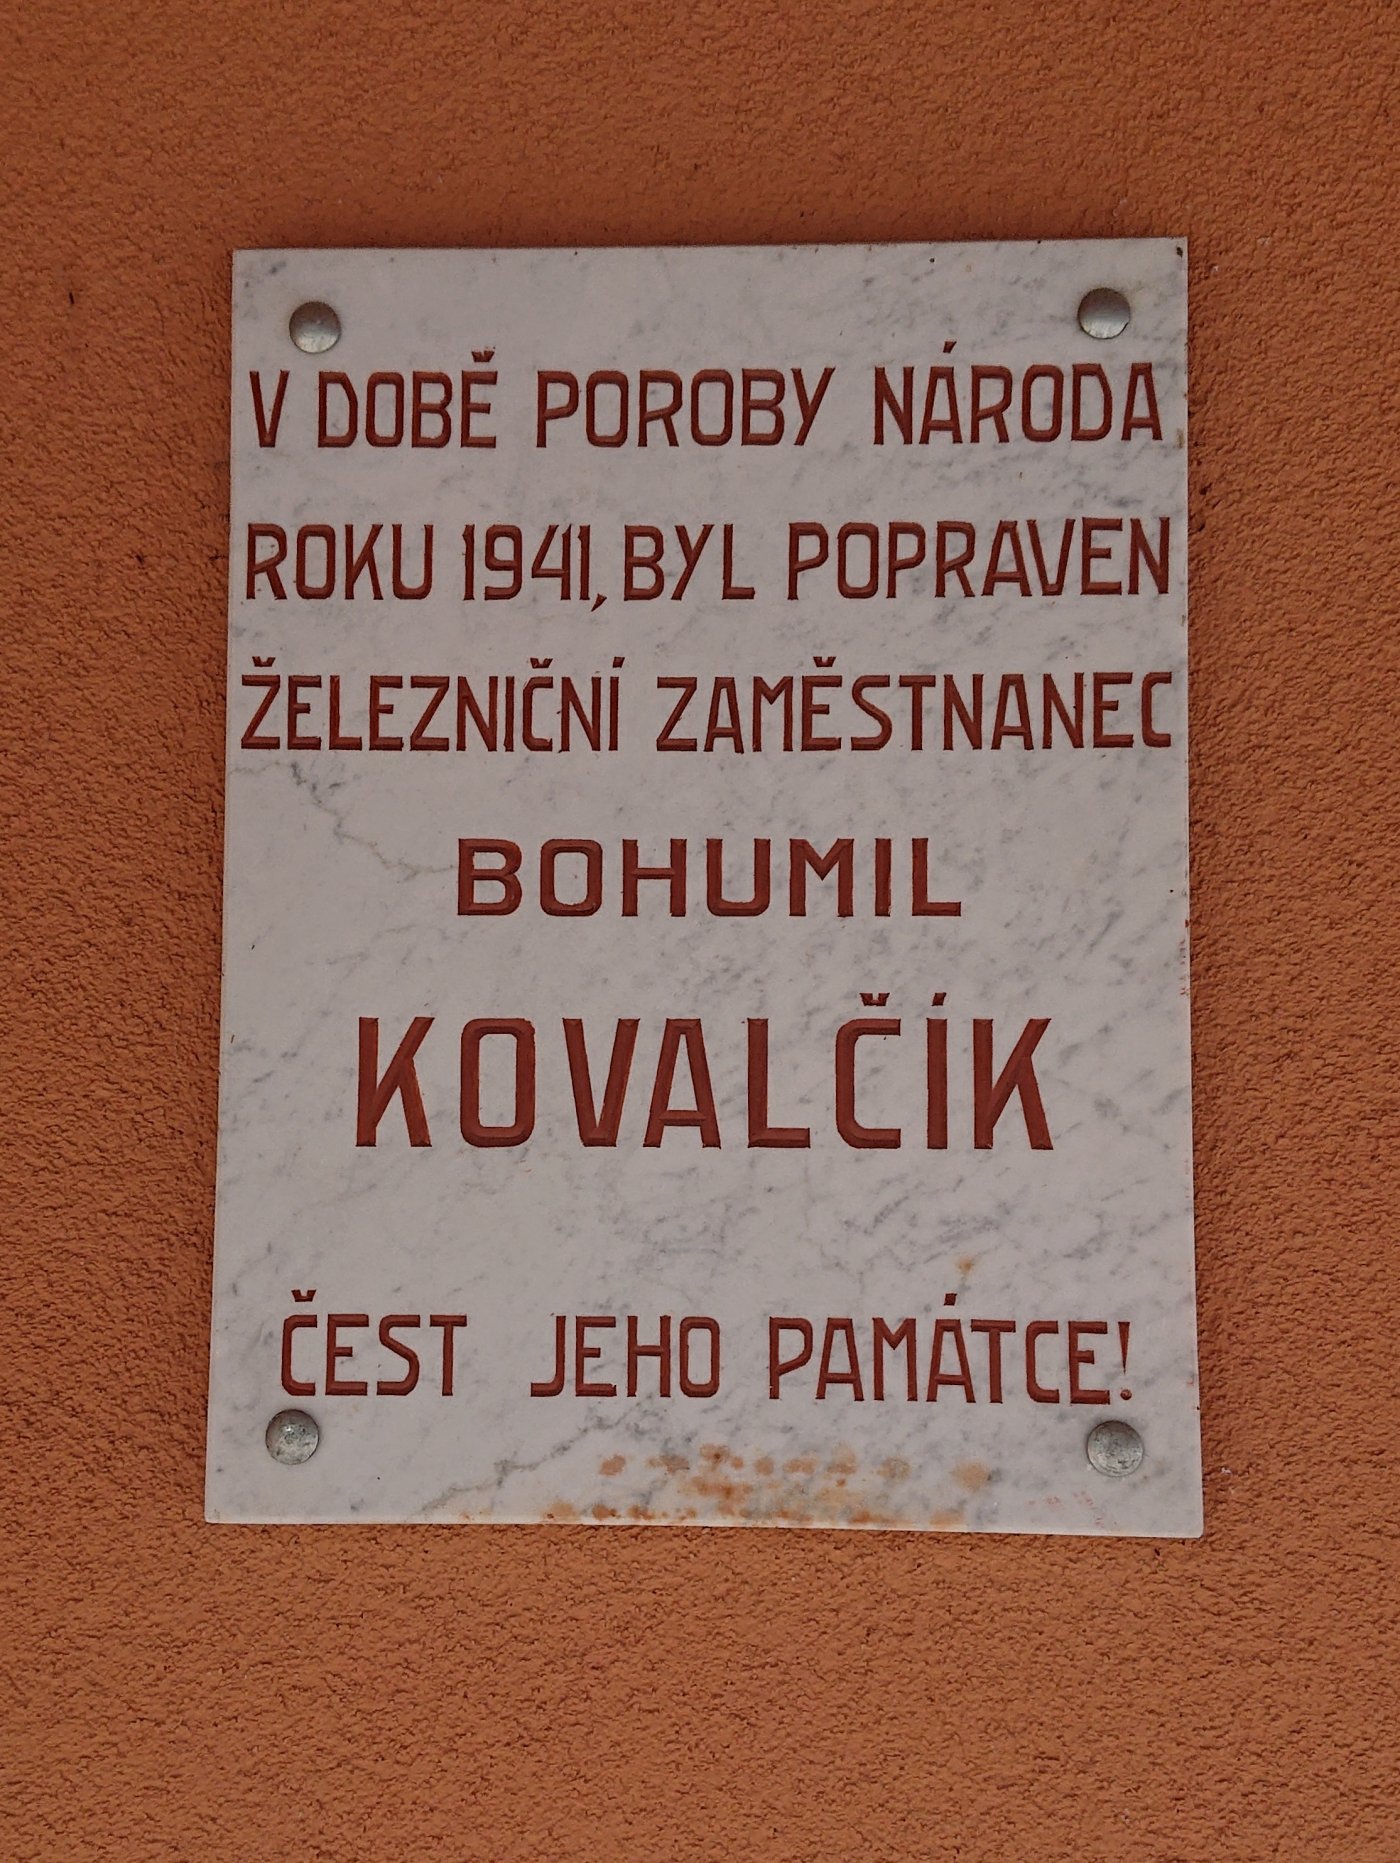 V DOBĚ POROBY NÁRODA
ROKU 1941, BYL POPRAVEN
ŽELEZNIČNÍ ZAMĚSTNANEC
BOHUMIL
KOVALČÍK
ČEST JEHO PAMÁTCE!